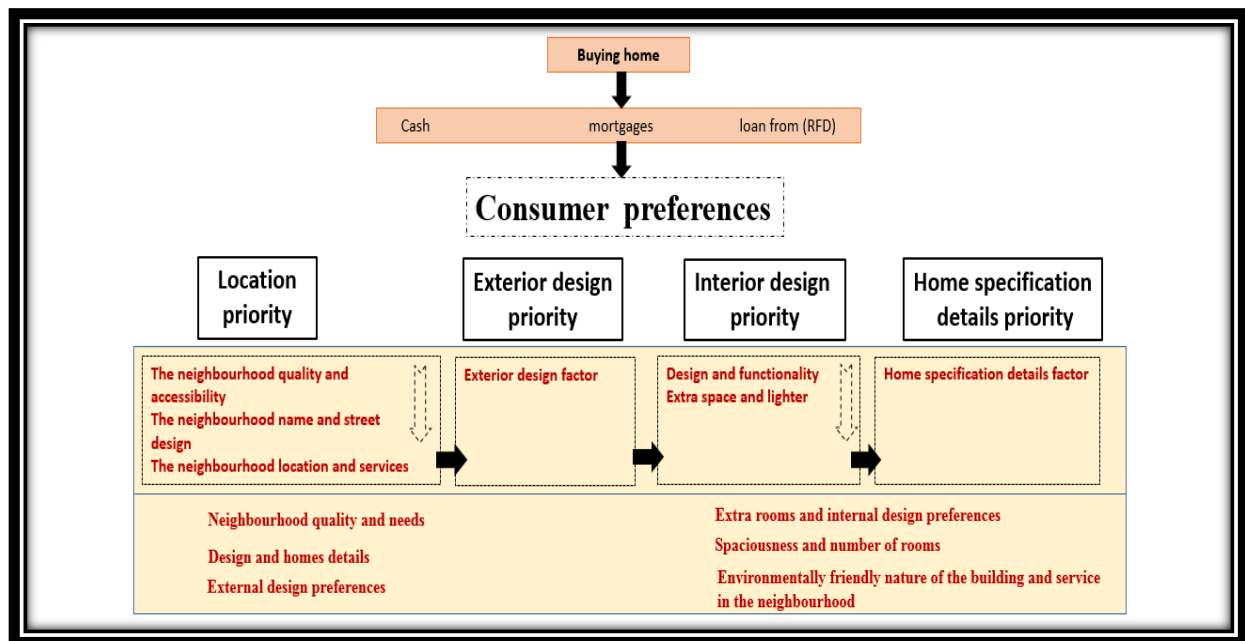 Buying home
Cash mortgages loan from (RFD)
Consumer preferences
Location
priority
Exterior design
priority
Interior design
priority
Home specification
details priority
The neighbourhood quality and
accessibility
The neighbourhood name and street
design
The neighbourhood location and services
Exterior design factor
Design and functionality
Extra space and lighter
Home specification details factor
Neighbourhood quality and needs
Design and homes details
External design preferences
Extra rooms and internal design preferences
Spaciousness and number of rooms
Environmentally friendly nature of the building and service
in the neighbourhood